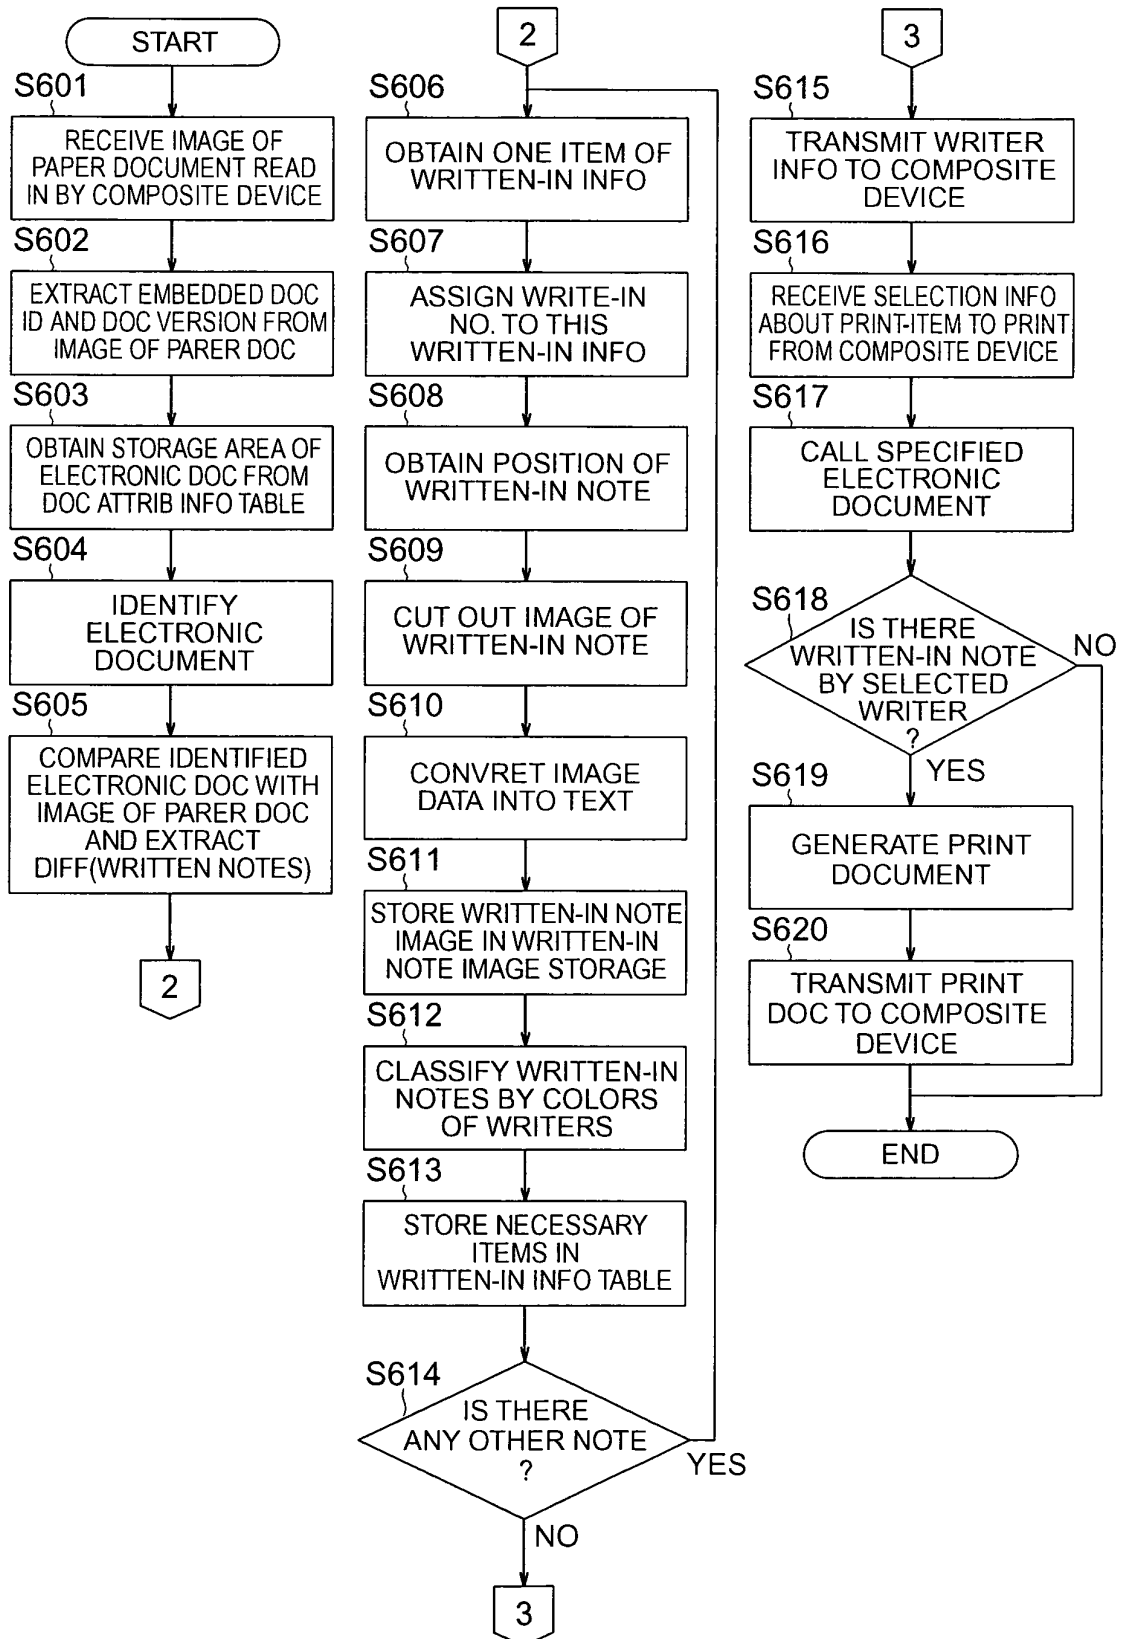 START
S601
RECEIVE IMAGE OF
PAPER DOCUMENT READ
IN BY COMPOSITE DEVICE
S602
EXTRACT EMBEDDED DOC
ID AND DOC VERSION FROM
IMAGE OF PARER DOC
S603
OBTAIN STORAGE AREA OF
ELECTRONIC DOC FROM
DOC ATTRIB INFO TABLE
S604
IDENTIFY
ELECTRONIC
DOCUMENT
S605
COMPARE IDENTIFIED
ELECTRONIC DOC WITH
IMAGE OF PARER DOC
AND EXTRACT
DIFF(WRITTEN NOTES)
2
2
S606
OBTAIN ONE ITEM OF
WRITTEN-IN INFO
S607
ASSIGN WRITE-IN
NO. TO THIS
WRITTEN-IN INFO
S608
OBTAIN POSITION OF
WRITTEN-IN NOTE
S609
CUT OUT IMAGE OF
WRITTEN-IN NOTE
S610
CONVRET IMAGE
DATA INTO TEXT
S611
STORE WRITTEN-IN NOTE
IMAGE IN WRITTEN-IN
NOTE IMAGE STORAGE
S612
CLASSIFY WRITTEN-IN
NOTES BY COLORS
OF WRITERS
S613
STORE NECESSARY
ITEMS IN
WRITTEN-IN INFO TABLE
S614
IS THERE
ANY OTHER NOTE
?
YES
NO
3
3
S615
TRANSMIT WRITER
INFO TO COMPOSITE
DEVICE
S616
RECEIVE SELECTION INFO
ABOUT PRINT-ITEM TO PRINT
FROM COMPOSITE DEVICE
S617
CALL SPECIFIED
ELECTRONIC
DOCUMENT
S618
IS THERE
WRITTEN-IN NOTE
BY SELECTED
WRITER
?
NO
YES
S619
GENERATE PRINT
DOCUMENT
S620
TRANSMIT PRINT
DOC TO COMPOSITE
DEVICE
END